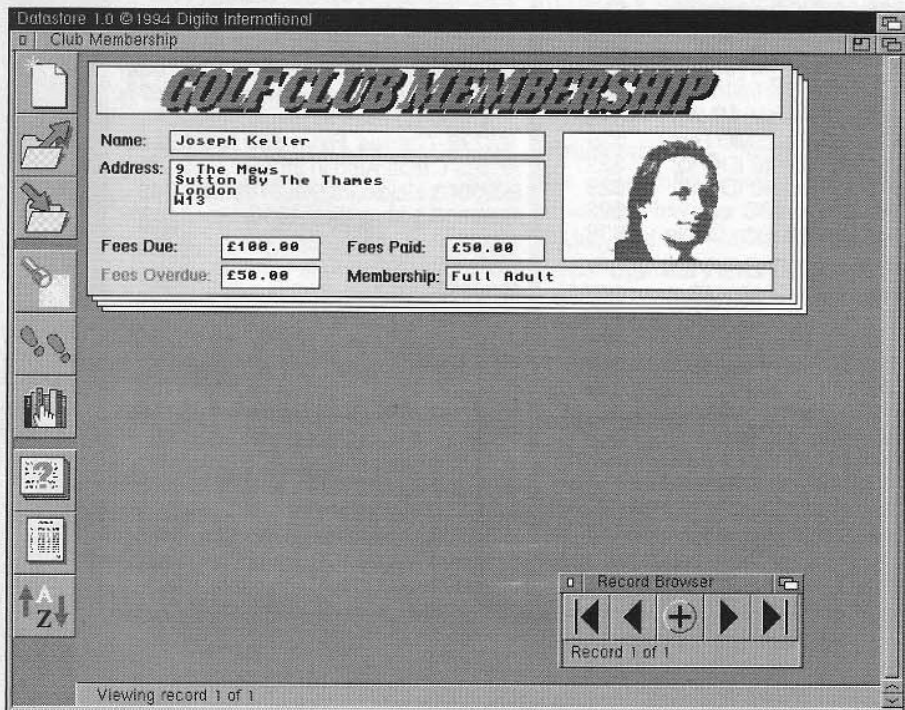 Datastore 1.0 ©1994 Digita International
Club Membership
GOLF CLUB MEMBERSHIP
Name: Joseph Keller
Address: 9 The Mews
Sutton By The Thames
London
W13
Fees Due: £100.00 Fees Paid: £50.00
Fees Overdue: £50.00 Membership: Full Adult
?
A
Z
Record Browser
Record 1 of 1
Viewing record 1 of 1